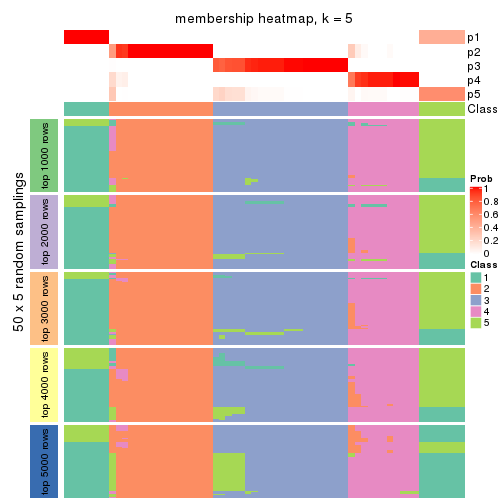 membership heatmap, k = 5
p1
p2
p3
p4
p5
Class
50 x 5 random samplings
top 1000 rows
top 2000 rows
top 3000 rows
top 4000 rows
top 5000 rows
Prob
1
0.8
0.6
0.4
0.2
0
Class
1
2
3
4
5